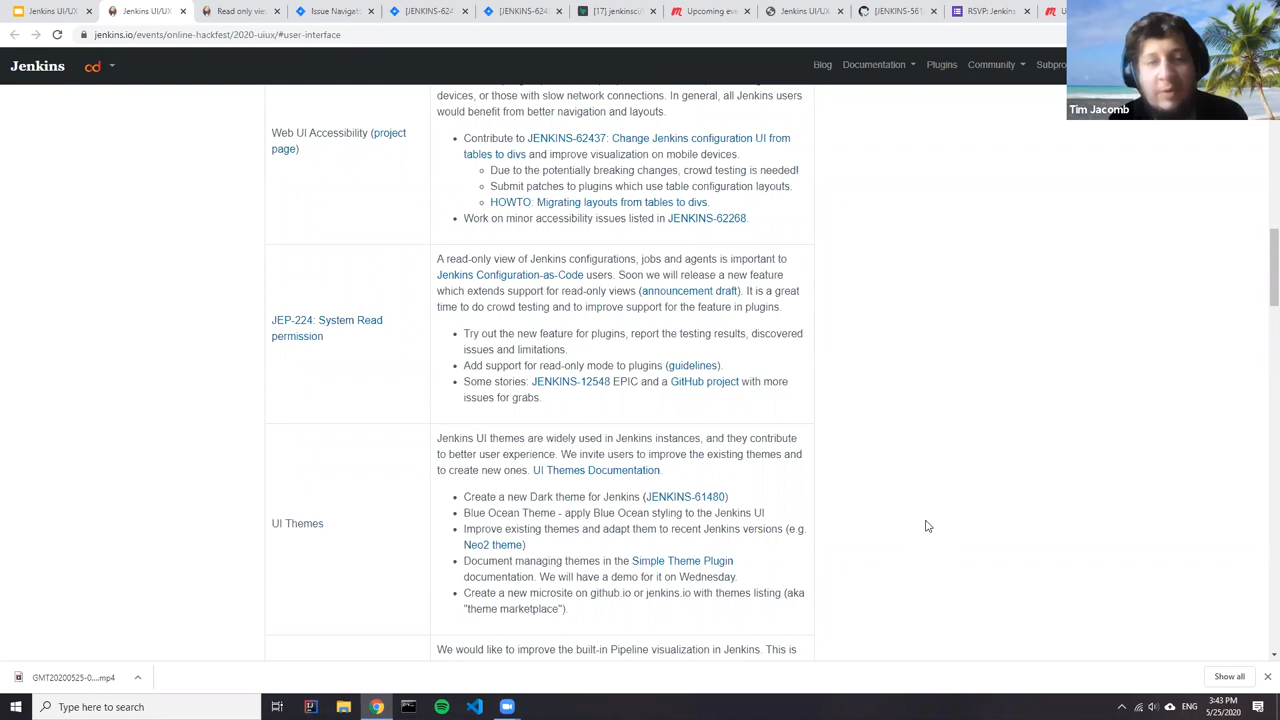 Jenkins UI/UX
Jenkins UI/UX
Read only vie
Issue Navigat
[JENKINS-624
[JENKINS-624
[17] jenkinsci/
Upcoming eve
Jenkins UI/UX
[JENKINS-561
RSVP: Jenkins
jenkins.io/events/online-hackfest/2020-uiux/#user-interface
Jenkins
cd
Blog
Documentation
Plugins
Community
Subpro
Tim Jacomb
devices, or those with slow network connections. In general, all Jenkins users
would benefit from better navigation and layouts.
Web UI Accessibility (project
page)
Contribute to JENKINS-62437: Change Jenkins configuration UI from
tables to divs and improve visualization on mobile devices.
Due to the potentially breaking changes, crowd testing is needed!
Submit patches to plugins which use table configuration layouts.
HOWTO: Migrating layouts from tables to divs.
Work on minor accessibility issues listed in JENKINS-62268.
JEP-224: System Read
permission
A read-only view of Jenkins configurations, jobs and agents is important to
Jenkins Configuration-as-Code users. Soon we will release a new feature
which extends support for read-only views (announcement draft). It is a great
time to do crowd testing and to improve support for the feature in plugins.
Try out the new feature for plugins, report the testing results, discovered
issues and limitations.
Add support for read-only mode to plugins (guidelines).
Some stories: JENKINS-12548 EPIC and a GitHub project with more
issues for grabs.
UI Themes
Jenkins UI themes are widely used in Jenkins instances, and they contribute
to better user experience. We invite users to improve the existing themes and
to create new ones. UI Themes Documentation.
Create a new Dark theme for Jenkins (JENKINS-61480)
Blue Ocean Theme - apply Blue Ocean styling to the Jenkins UI
Improve existing themes and adapt them to recent Jenkins versions (e.g.
Neo2 theme)
Document managing themes in the Simple Theme Plugin
documentation. We will have a demo for it on Wednesday.
Create a new microsite on github.io or jenkins.io with themes listing (aka
"theme marketplace").
We would like to improve the built-in Pipeline visualization in Jenkins. This is
GMT20200525-0....mp4
Show all
Type here to search
3:43 PM
5/25/2020